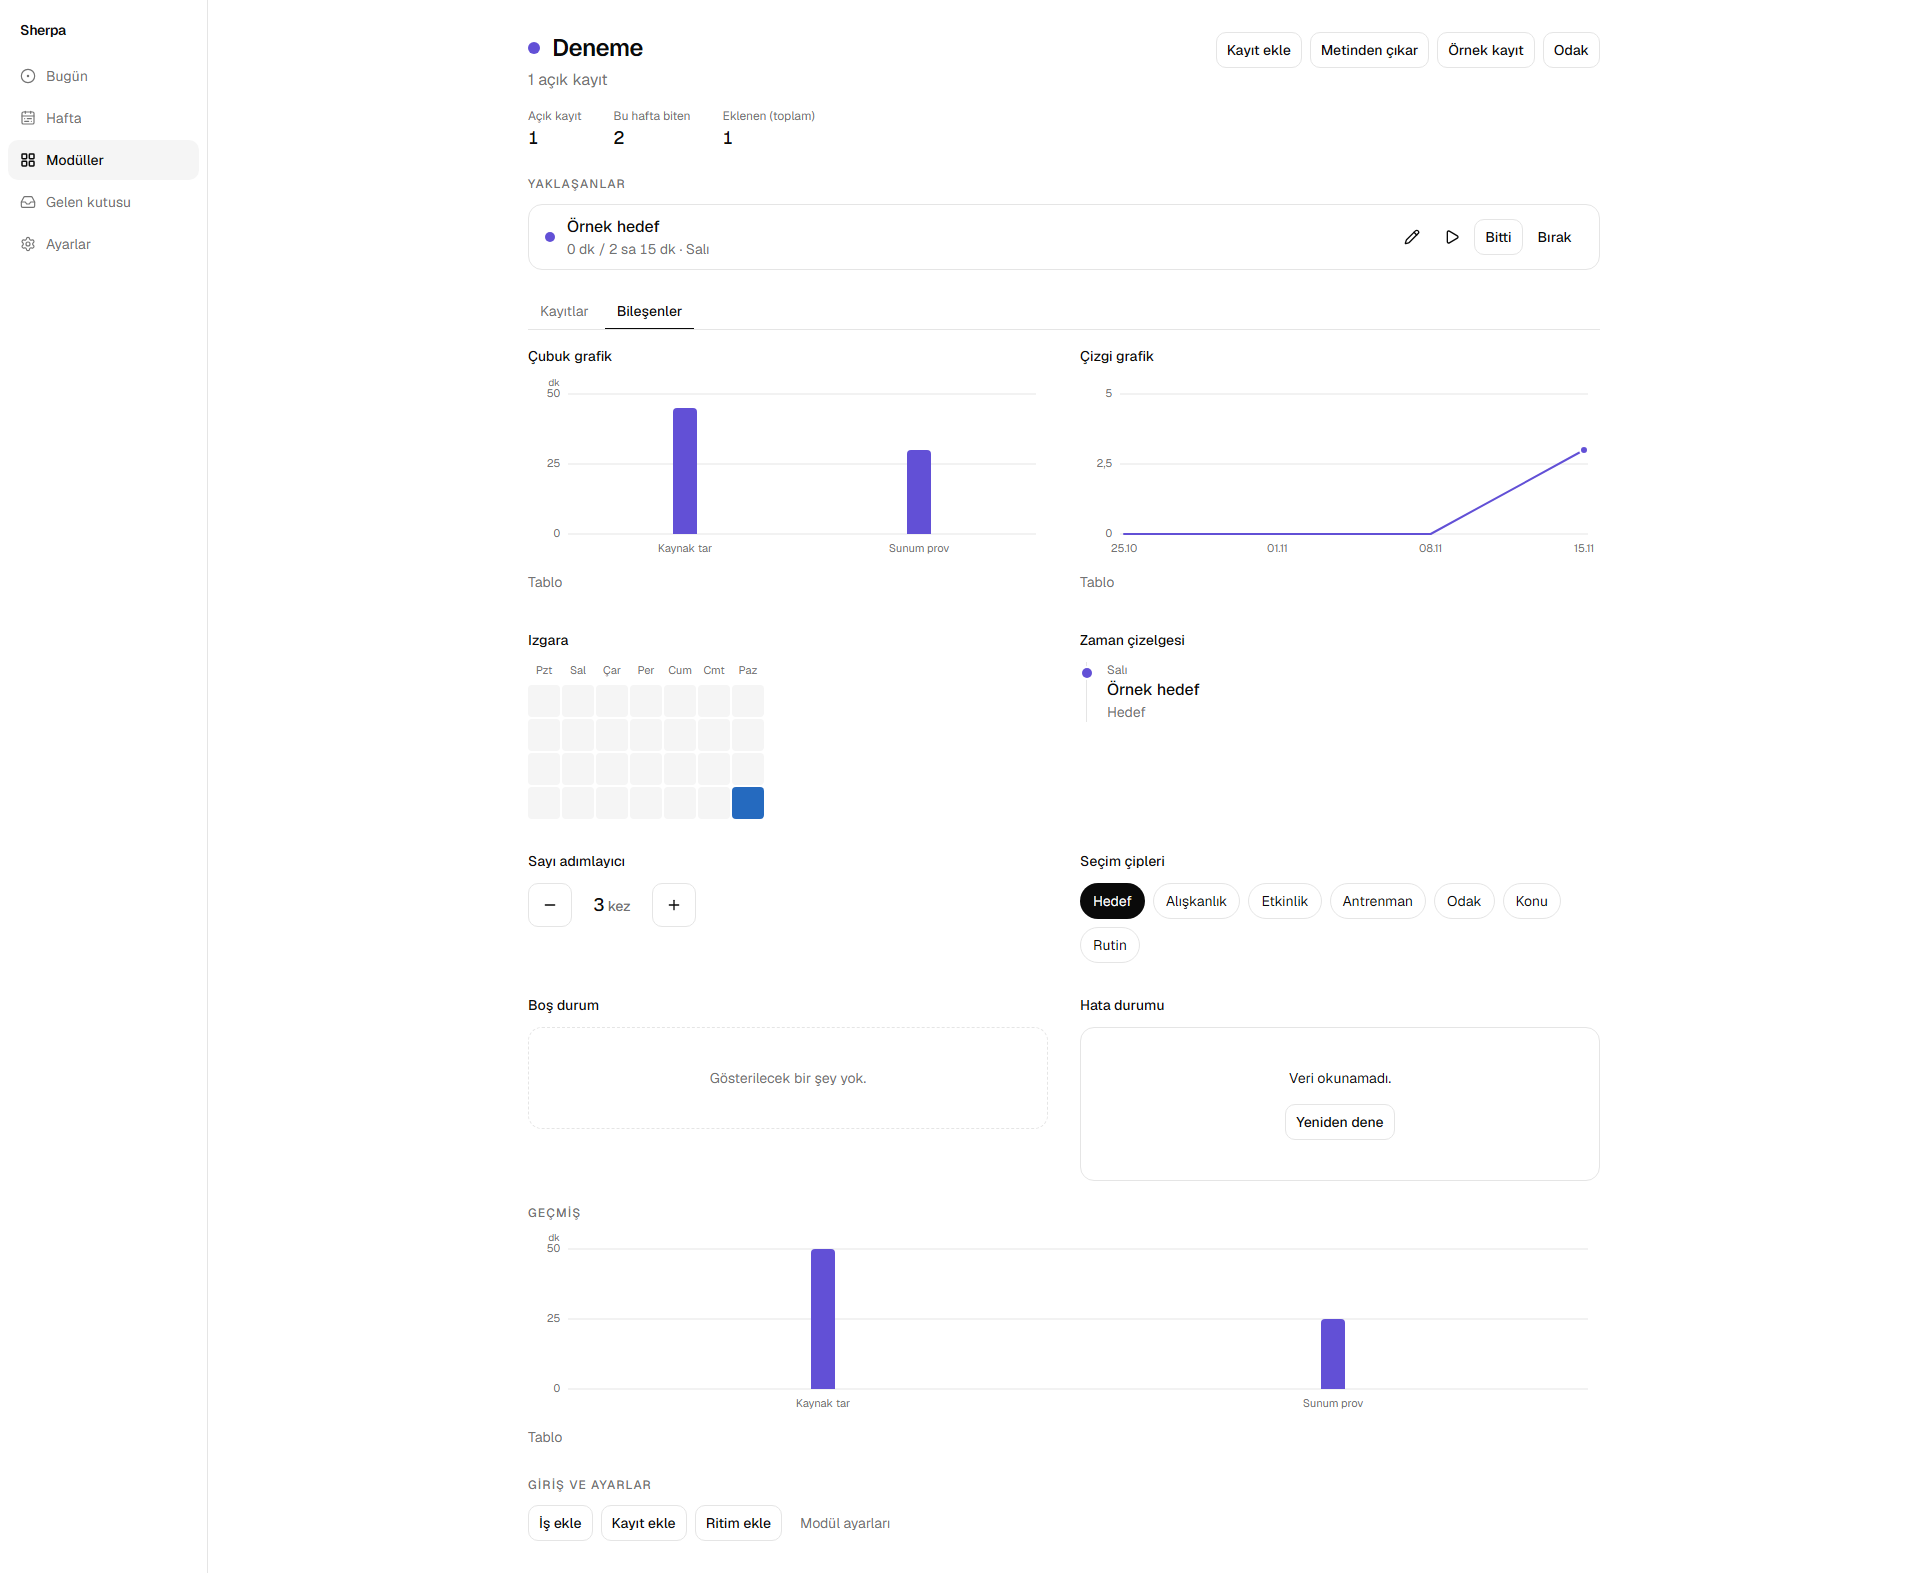 Sherpa
Bugün
Hafta
Modüller
Gelen kutusu
Ayarlar
Deneme
1 açık kayıt
Kayıt ekle
Metinden çıkar
Örnek kayıt
Odak
Açık kayıt
1
Bu hafta biten
2
Eklenen (toplam)
1
YAKLAŞANLAR
Örnek hedef
0 dk / 2 sa 15 dk · Salı
Bitti
Bırak
Kayıtlar
Bileşenler
Çubuk grafik
dk
50
25
0
Kaynak tar
Sunum prov
Tablo
Çizgi grafik
5
2,5
0
25.10
01.11
08.11
15.11
Tablo
Izgara
Pzt Sal Çar Per Cum Cmt Paz
Zaman çizelgesi
Salı
Örnek hedef
Hedef
Sayı adımlayıcı
− 3 kez +
Seçim çipleri
Hedef
Alışkanlık
Etkinlik
Antrenman
Odak
Konu
Rutin
Boş durum
Gösterilecek bir şey yok.
Hata durumu
Veri okunamadı.
Yeniden dene
GEÇMİŞ
dk
50
25
0
Kaynak tar
Sunum prov
Tablo
GİRİŞ VE AYARLAR
İş ekle
Kayıt ekle
Ritim ekle
Modül ayarları